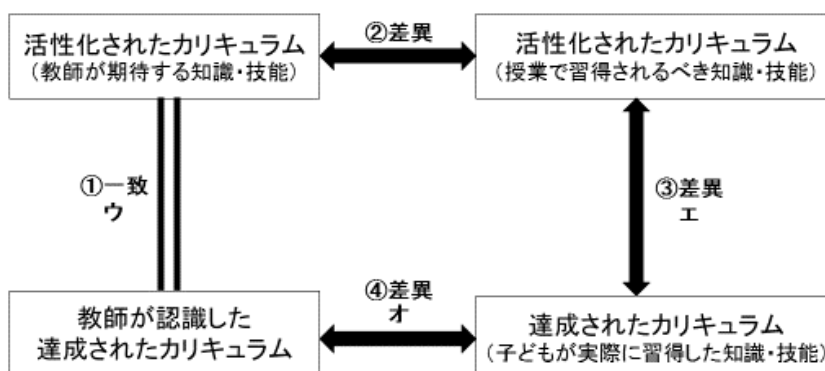 活性化されたカリキュラム
(教師が期待する知識・技能)
②差異
活性化されたカリキュラム
(授業で習得されるべき知識・技能)
①一致
ウ
③差異
エ
教師が認識した
達成されたカリキュラム
④差異
オ
達成されたカリキュラム
(子どもが実際に習得した知識・技能)